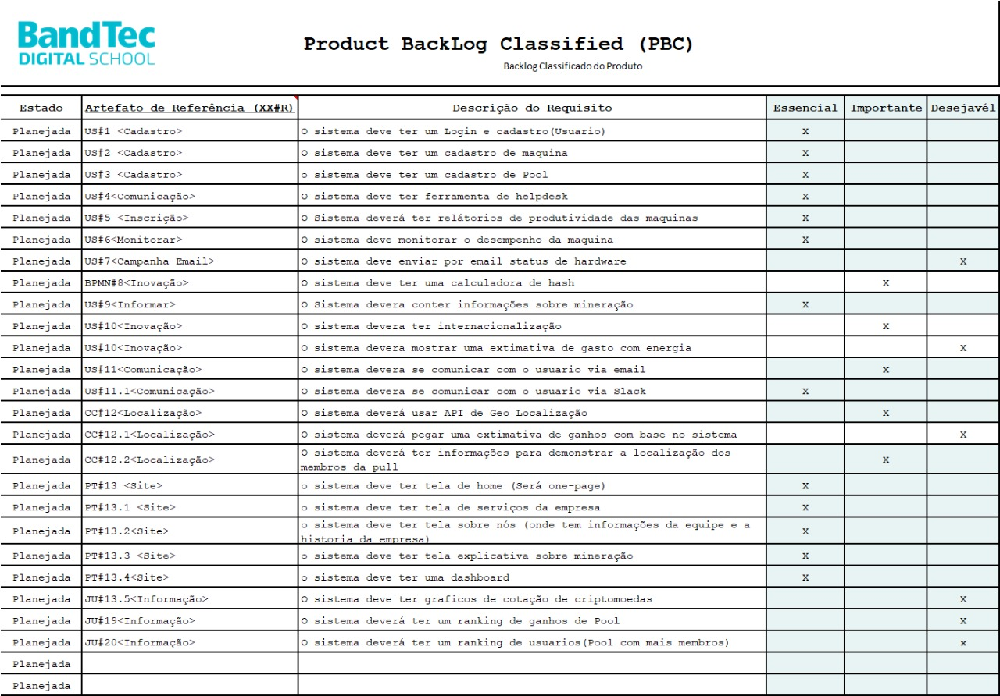 BandTec
DIGITAL SCHOOL
Product BackLog Classified (PBC)
Backlog Classificado do Produto
Estado Artefato de Referência (XX#R) Descrição do Requisito Essencial Importante Desejavél
Planejada US#1 <Cadastro> O sistema deve ter um Login e cadastro(Usuario) X
Planejada US#2 <Cadastro> O sistema deve ter um cadastro de maquina X
Planejada US#3 <Cadastro> o sistema deve ter um cadastro de Pool X
Planejada US#4<Comunicação> O sistema deve ter ferramenta de helpdesk X
Planejada US#5 <Inscrição> O Sistema deverá ter relátorios de produtividade das maquinas X
Planejada US#6<Monitorar> O sistema deve monitorar o desempenho da maquina X
Planejada US#7<Campanha-Email> O sistema deve enviar por email status de hardware X
Planejada BPMN#8<Inovação> O sistema deve ter uma calculadora de hash X
Planejada US#9<Informar> O Sistema devera conter informações sobre mineração X
Planejada US#10<Inovação> O sistema devera ter internacionalização X
Planejada US#10<Inovação> O sistema devera mostrar uma extimativa de gasto com energia X
Planejada US#11<Comunicação> O sistema devera se comunicar com o usuario via email X
Planejada US#11.1<Comunicação> O sistema devera se comunicar com o usuario via Slack X
Planejada CC#12<Localização> O sistema deverá usar API de Geo Localização X
Planejada CC#12.1<Localização> O sistema deverá pegar uma extimativa de ganhos com base no sistema X
Planejada CC#12.2<Localização> O sistema deverá ter informações para demonstrar a localização dos
membros da pull X
Planejada PT#13 <Site> o sistema deve ter tela de home (Será one-page) X
Planejada PT#13.1 <Site> o sistema deve ter tela de serviços da empresa X
Planejada PT#13.2<Site> o sistema deve ter tela sobre nós (onde tem informações da equipe e a
historia da empresa) X
Planejada PT#13.3 <Site> o sistema deve ter tela explicativa sobre mineração X
Planejada PT#13.4<Site> o sistema deve ter uma dashboard X
Planejada JU#13.5<Informação> O sistema deve ter graficos de cotação de criptomoedas X
Planejada JU#19<Informação> O sistema deverá ter um ranking de ganhos de Pool X
Planejada JU#20<Informação> O sistema deverá ter um ranking de usuarios(Pool com mais membros) x
Planejada
Planejada